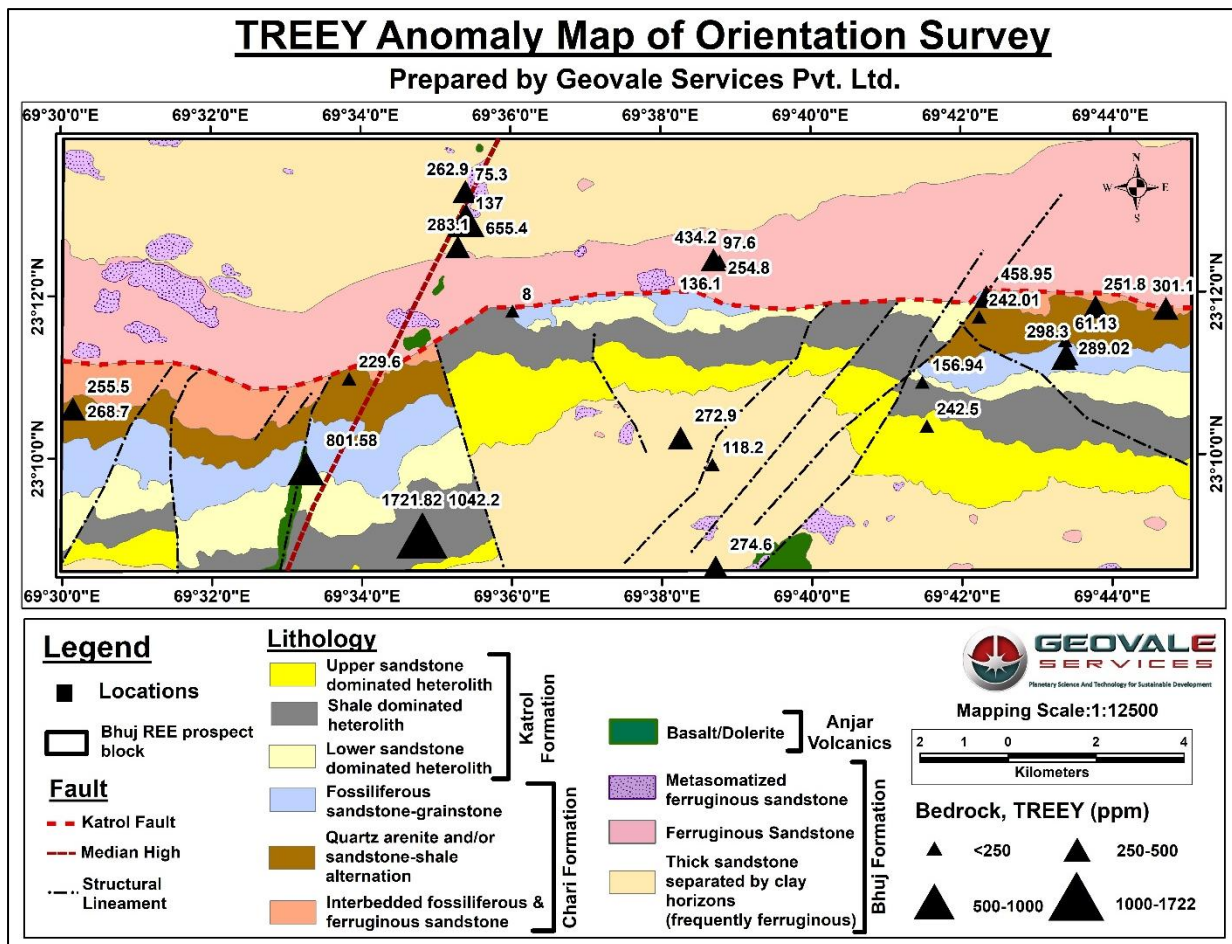 TREEY Anomaly Map of Orientation Survey
Prepared by Geovale Services Pvt. Ltd.
69°30'0"E 69°32'0"E 69°34'0"E 69°36'0"E 69°38'0"E 69°40'0"E 69°42'0"E 69°44'0"E
262.9 75.3
137
283.1 655.4
N
W E
S
434.2 97.6
254.8
136.1
8
458.95
242.01
251.8 301.1
61.13
298.3
289.02
23°12'0"N
23°12'0"N
229.6
255.5
268.7
156.94
242.5
272.9
118.2
801.58
23°10'0"N
23°10'0"N
1721.82 1042.2
274.6
69°30'0"E 69°32'0"E 69°34'0"E 69°36'0"E 69°38'0"E 69°40'0"E 69°42'0"E 69°44'0"E
Legend
Locations
Bhuj REE prospect
block
Fault
Katrol Fault
Median High
Structural
Lineament
Lithology
Upper sandstone
dominated heterolith
Shale dominated
heterolith
Lower sandstone
dominated heterolith
Katrol
Formation
Fossiliferous
sandstone-grainstone
Quartz arenite and/or
sandstone-shale
alternation
Interbedded fossiliferous &
ferruginous sandstone
Chari Formation
Basalt/Dolerite
Anjar
Volcanics
Metasomatized
ferruginous sandstone
Ferruginous Sandstone
Thick sandstone
separated by clay
horizons
(frequently ferruginous)
Bhuj Formation
GEOVALE
SERVICES
Planetary Science And Technology for Sustainable Development
Mapping Scale:1:12500
2 1 0 2 4
Kilometers
Bedrock, TREEY (ppm)
<250 250-500
500-1000 1000-1722